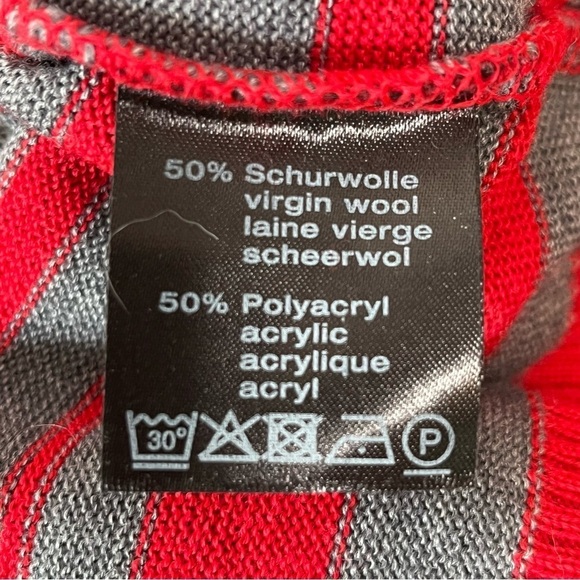 50% Schurwolle
virgin wool
laine vierge
scheerwol
50% Polyacryl
acrylic
acrylique
acryl
30° P